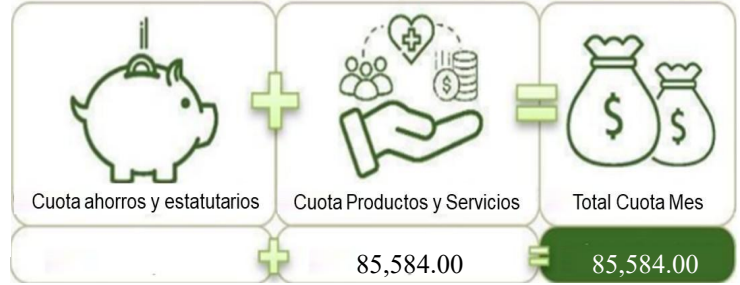 Cuota ahorros y estatutarios
Cuota Productos y Servicios
Total Cuota Mes
85,584.00
85,584.00